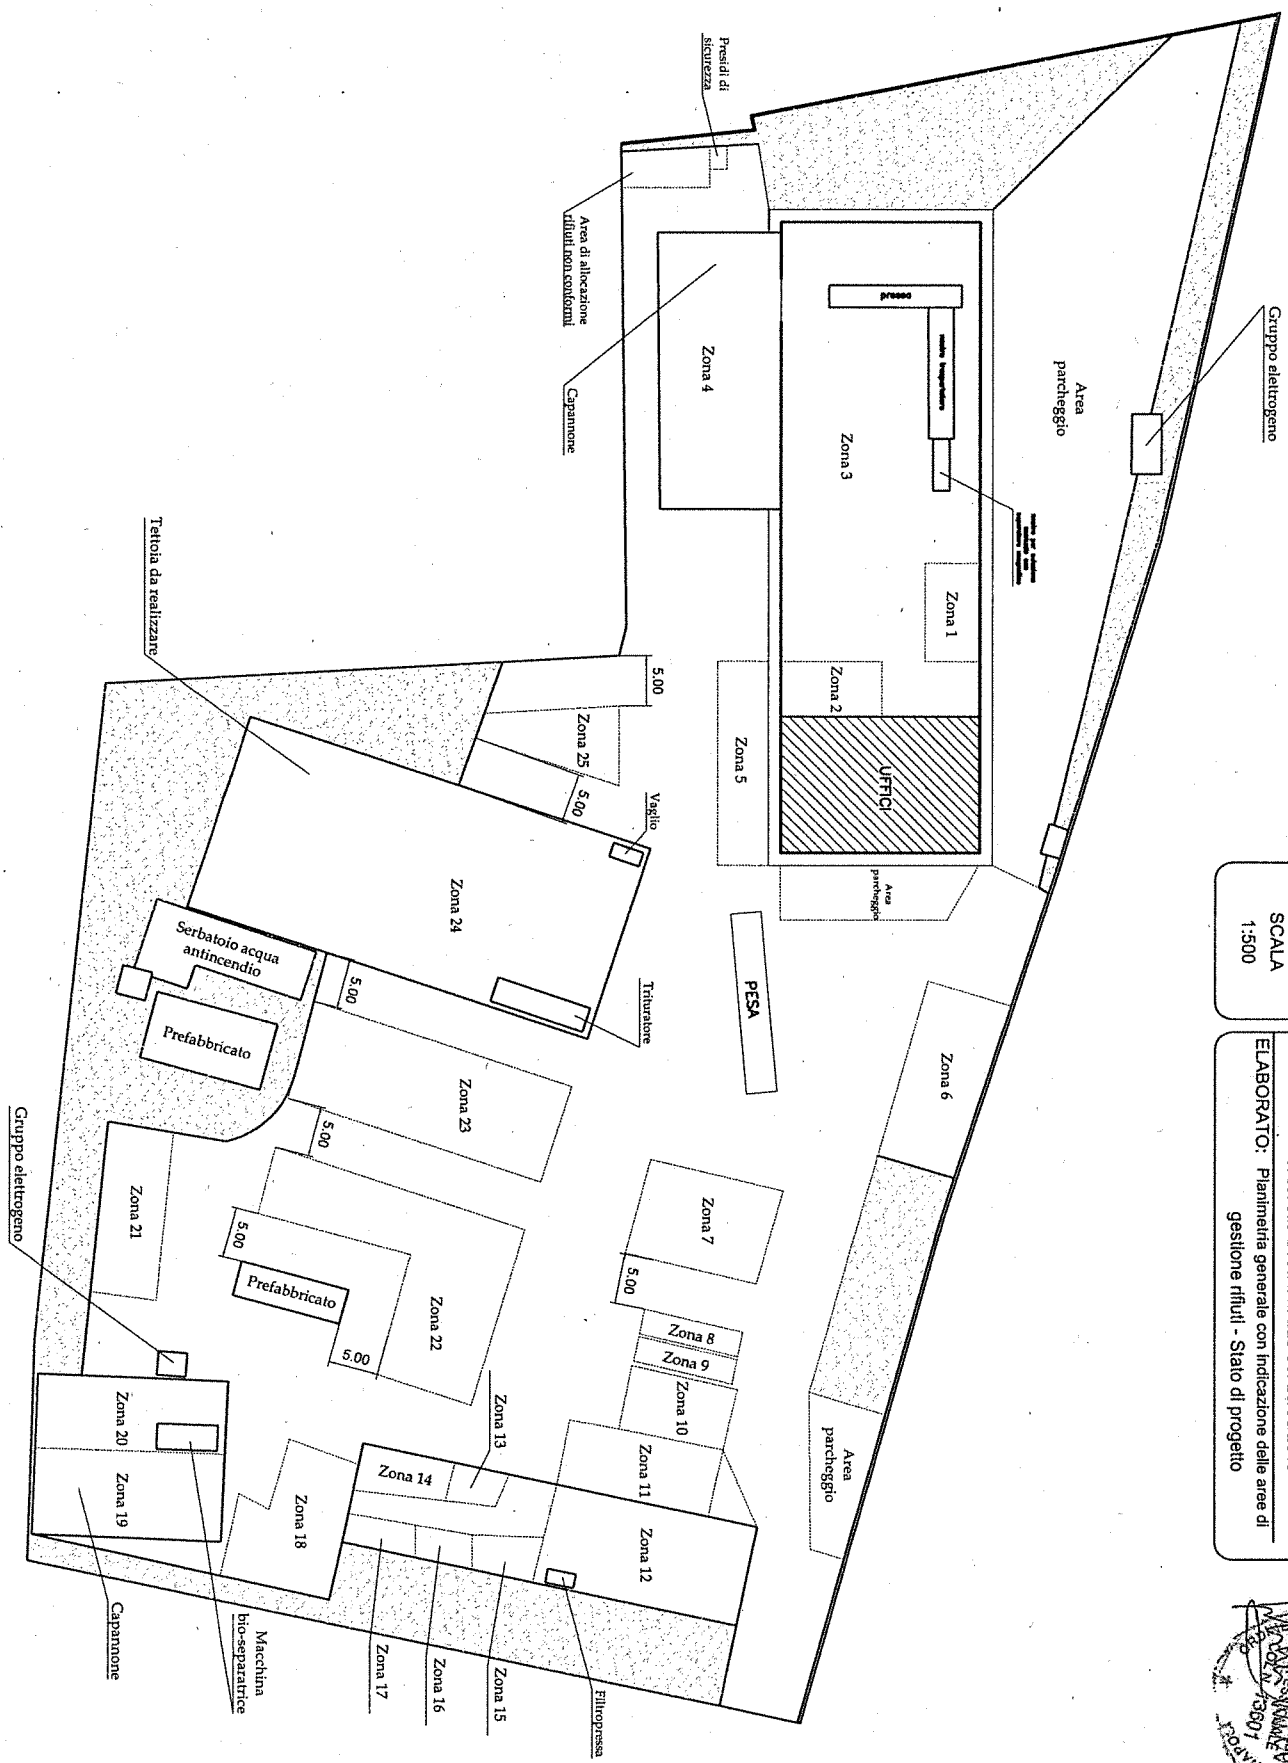 SCALA
1:500
ELABORATO: Planimetria generale con indicazione delle aree di
gestione rifiuti - Stato di progetto
Gruppo elettrogeno
Presidi di
sicurezza
Area di allocazione
rifiuti non conformi
Capannone
Area
parcheggio
pressa
nastro trasportatore
Zona 4
Zona 3
Zona 1
Zona 2
Zona 5
UFFICI
Area
parcheggio
PESA
Tettoia da realizzare
5.00
Zona 25
5.00
Vaglio
Zona 24
Trituratore
Serbatoio acqua
antincendio
Prefabbricato
5.00
Zona 23
5.00
Zona 6
Zona 7
5.00
Zona 8
Zona 9
Zona 10
Zona 11
Zona 12
Area
parcheggio
Gruppo elettrogeno
Zona 21
5.00
Prefabbricato
5.00
Zona 22
Zona 13
Zona 14
Zona 18
Zona 20
Zona 19
Capannone
Macchina
bio-separatrice
Zona 17
Zona 16
Zona 15
Filtropressa
13601